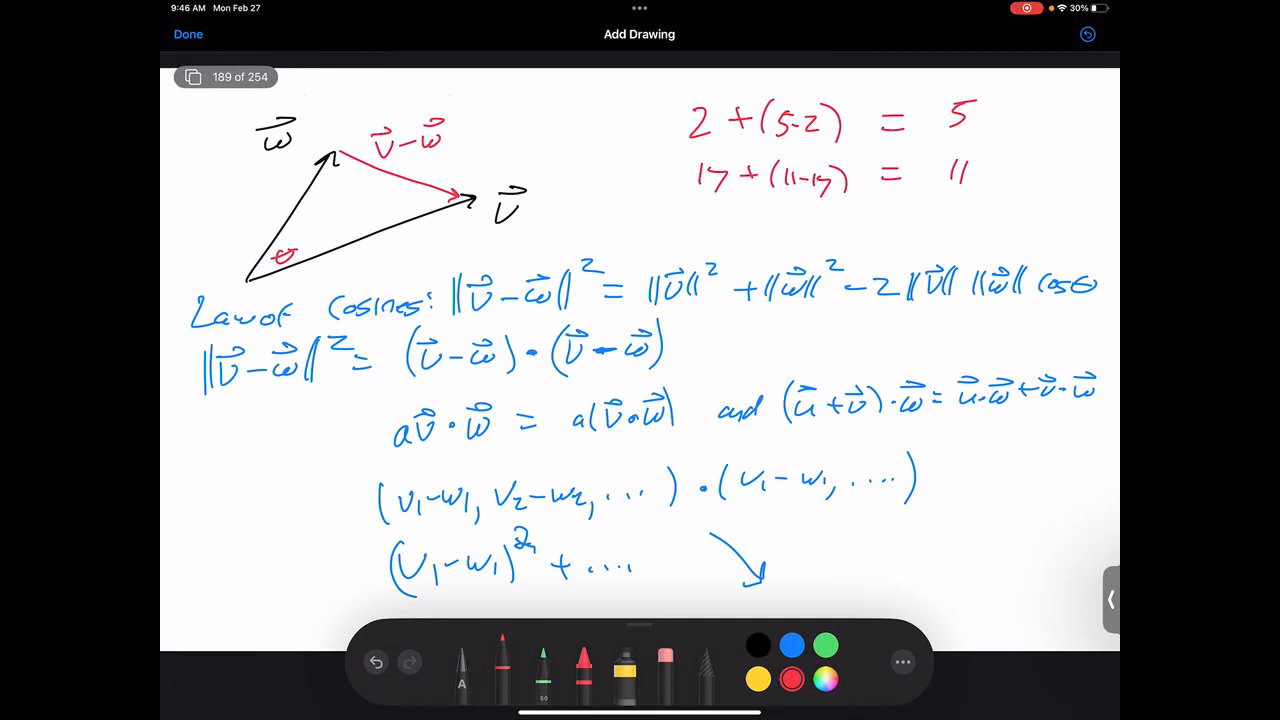 9:46 AM Mon Feb 27
30%
Done
Add Drawing
189 of 254
w⃗
v⃗ - w⃗
v⃗
θ
2 + (5-2) = 5
17 + (11-17) = 11
Law of Cosines: ‖v⃗ - w⃗‖² = ‖v⃗‖² + ‖w⃗‖² - 2 ‖v⃗‖ ‖w⃗‖ cos θ
‖v⃗ - w⃗‖² = (v⃗ - w⃗) • (v⃗ - w⃗)
av⃗ • w⃗ = a(v⃗ • w⃗) and (u⃗ + v⃗) • w⃗ = u⃗ • w⃗ + v⃗ • w⃗
(v₁ - w₁, v₂ - w₂, ...) • (v₁ - w₁, ....)
(v₁ - w₁)² + ....
A
50